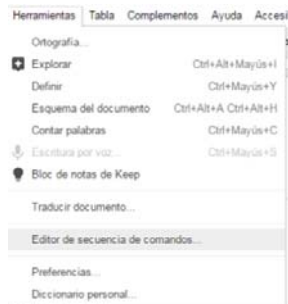 Herramientas Tabla Complementos Ayuda Accesi
Ortografía...
Explorar Ctrl+Alt+Mayús+I
Definir Ctrl+Mayús+Y
Esquema del documento Ctrl+Alt+A Ctrl+Alt+H
Contar palabras Ctrl+Mayús+C
Escritura por voz... Ctrl+Mayús+S
Bloc de notas de Keep
Traducir documento...
Editor de secuencia de comandos...
Preferencias...
Diccionario personal...